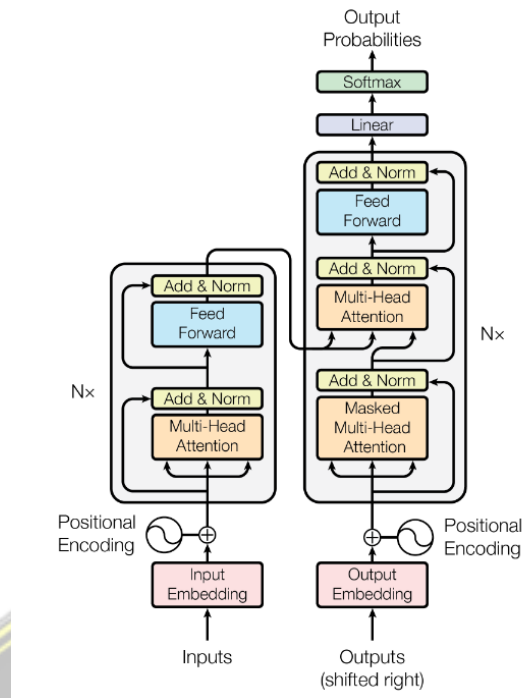 Output
Probabilities
Softmax
Linear
Add & Norm
Feed
Forward
Add & Norm
Multi-Head
Attention
Add & Norm
Masked
Multi-Head
Attention
Nx
Add & Norm
Feed
Forward
Add & Norm
Multi-Head
Attention
Nx
Positional
Encoding
Positional
Encoding
Input
Embedding
Output
Embedding
Inputs
Outputs
(shifted right)